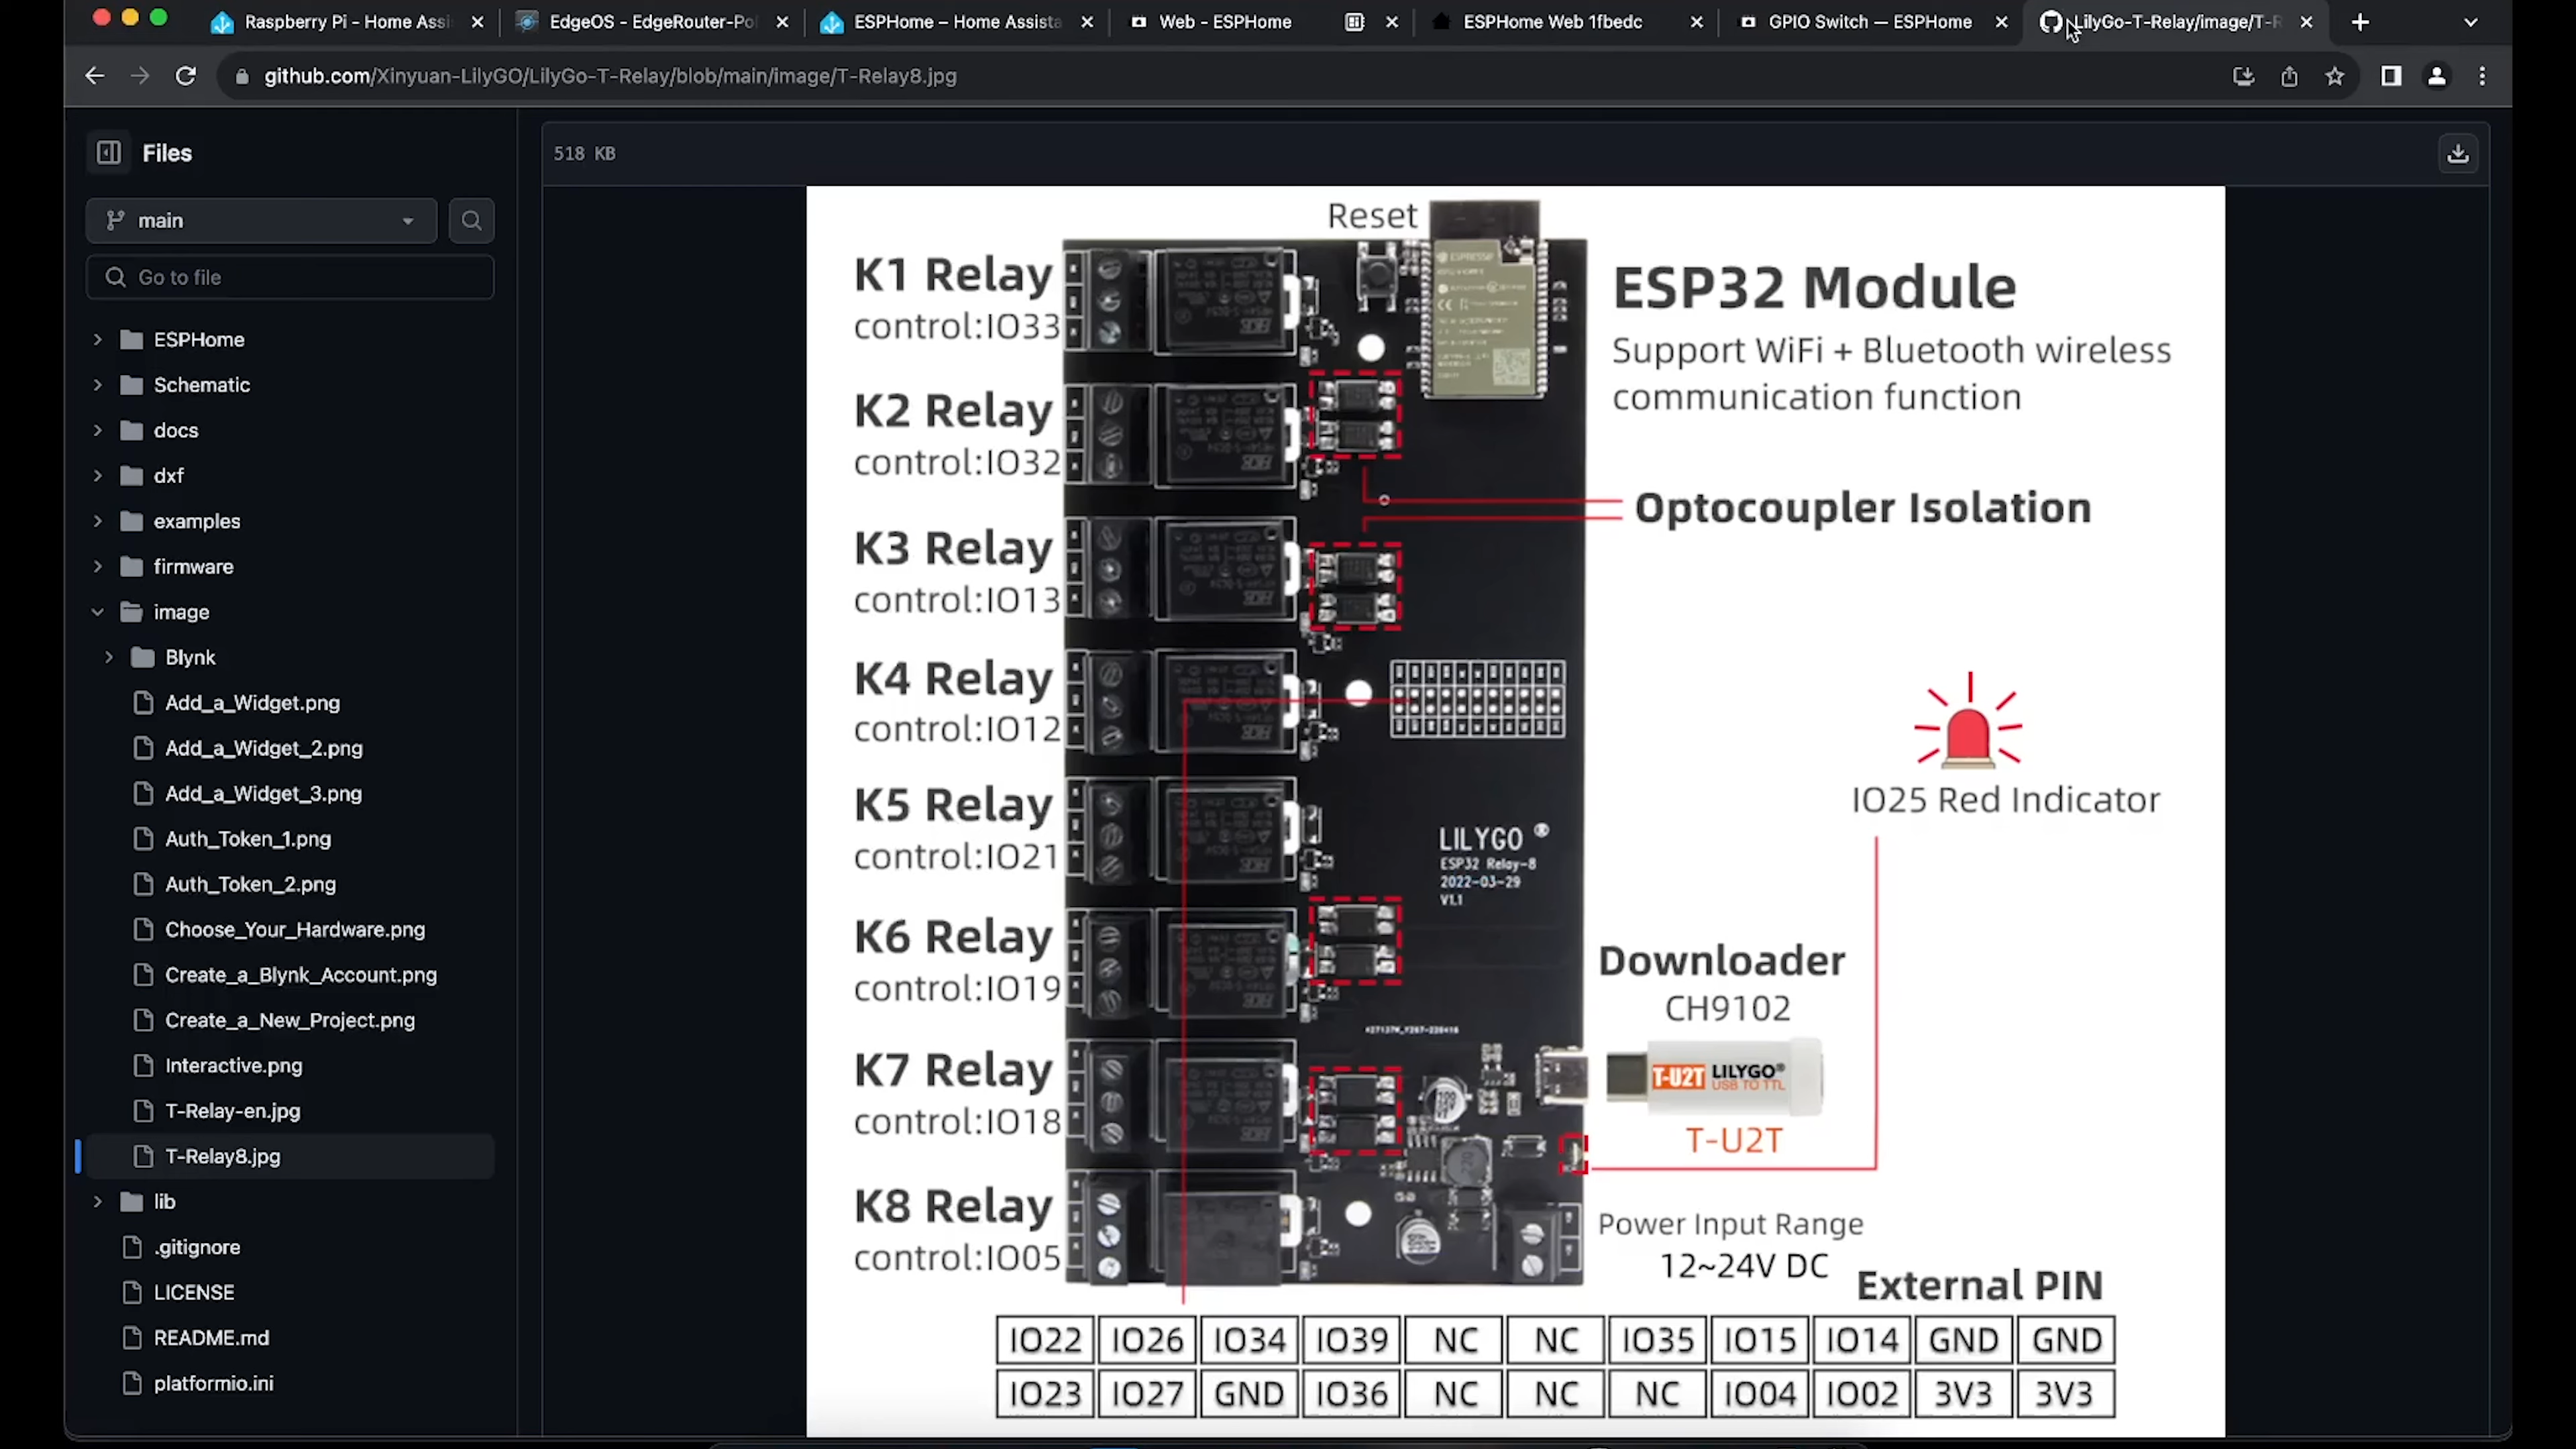 Raspberry Pi - Home Assi
EdgeOS - EdgeRouter-Po
ESPHome – Home Assista
Web - ESPHome
ESPHome Web 1fbedc
GPIO Switch — ESPHome
LilyGo-T-Relay/image/T-R
github.com/Xinyuan-LilyGO/LilyGo-T-Relay/blob/main/image/T-Relay8.jpg
Files
main
Go to file
ESPHome
Schematic
docs
dxf
examples
firmware
image
Blynk
Add_a_Widget.png
Add_a_Widget_2.png
Add_a_Widget_3.png
Auth_Token_1.png
Auth_Token_2.png
Choose_Your_Hardware.png
Create_a_Blynk_Account.png
Create_a_New_Project.png
Interactive.png
T-Relay-en.jpg
T-Relay8.jpg
lib
.gitignore
LICENSE
README.md
platformio.ini
518 KB
Reset
K1 Relay
control:IO33
K2 Relay
control:IO32
K3 Relay
control:IO13
K4 Relay
control:IO12
K5 Relay
control:IO21
K6 Relay
control:IO19
K7 Relay
control:IO18
K8 Relay
control:IO05
ESP32 Module
Support WiFi + Bluetooth wireless
communication function
Optocoupler Isolation
IO25 Red Indicator
LILYGO ®
ESP32 Relay-8
2022-03-29
V1.1
Downloader
CH9102
T-U2T LILYGO®
USB TO TTL
T-U2T
Power Input Range
12~24V DC
External PIN
IO22 IO26 IO34 IO39 NC NC IO35 IO15 IO14 GND GND
IO23 IO27 GND IO36 NC NC NC IO04 IO02 3V3 3V3